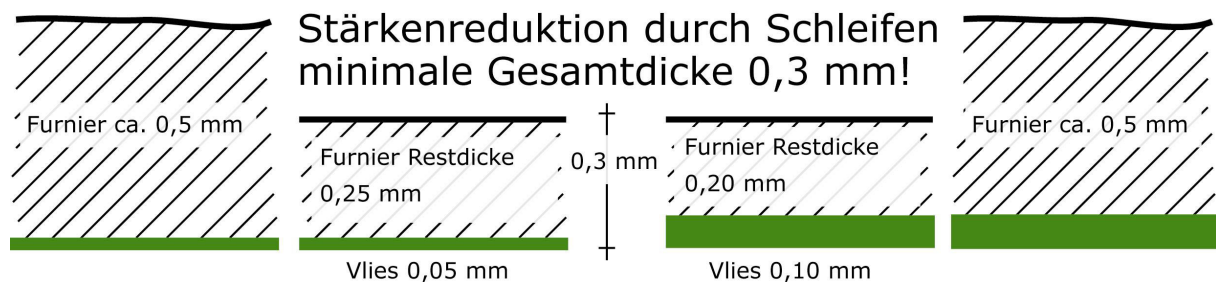 Stärkenreduktion durch Schleifen
minimale Gesamtdicke 0,3 mm!
Furnier ca. 0,5 mm
Furnier Restdicke
0,25 mm
0,3 mm
Furnier Restdicke
0,20 mm
Furnier ca. 0,5 mm
Vlies 0,05 mm
Vlies 0,10 mm